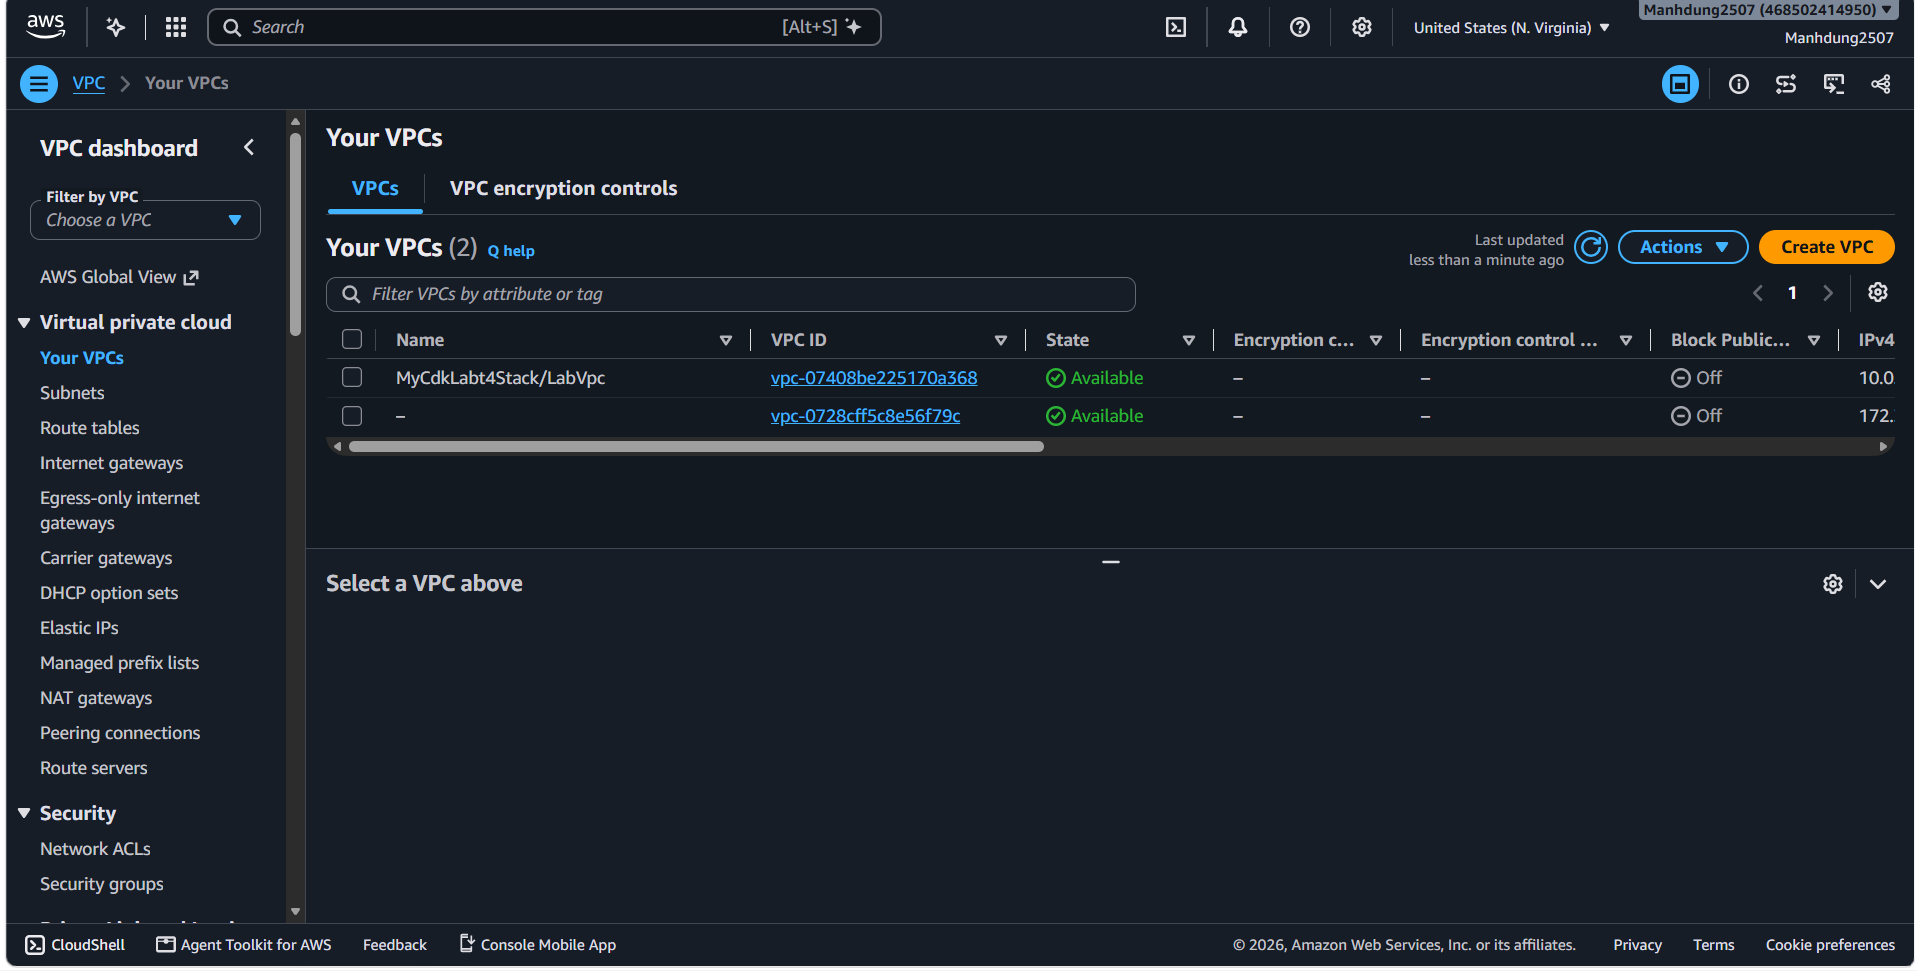 aws
Search [Alt+S]
United States (N. Virginia)
Manhdung2507 (468502414950)
Manhdung2507
VPC
Your VPCs
VPC dashboard
Filter by VPC
Choose a VPC
AWS Global View
Virtual private cloud
Your VPCs
Subnets
Route tables
Internet gateways
Egress-only internet
gateways
Carrier gateways
DHCP option sets
Elastic IPs
Managed prefix lists
NAT gateways
Peering connections
Route servers
Security
Network ACLs
Security groups
Your VPCs
VPCs
VPC encryption controls
Your VPCs (2) Q help
Last updated
less than a minute ago
Actions
Create VPC
Filter VPCs by attribute or tag
1
Name VPC ID State Encryption c... Encryption control ... Block Public... IPv4
MyCdkLabt4Stack/LabVpc vpc-07408be225170a368 Available – – Off 10.0.
– vpc-0728cff5c8e56f79c Available – – Off 172.
Select a VPC above
CloudShell Agent Toolkit for AWS Feedback Console Mobile App © 2026, Amazon Web Services, Inc. or its affiliates. Privacy Terms Cookie preferences